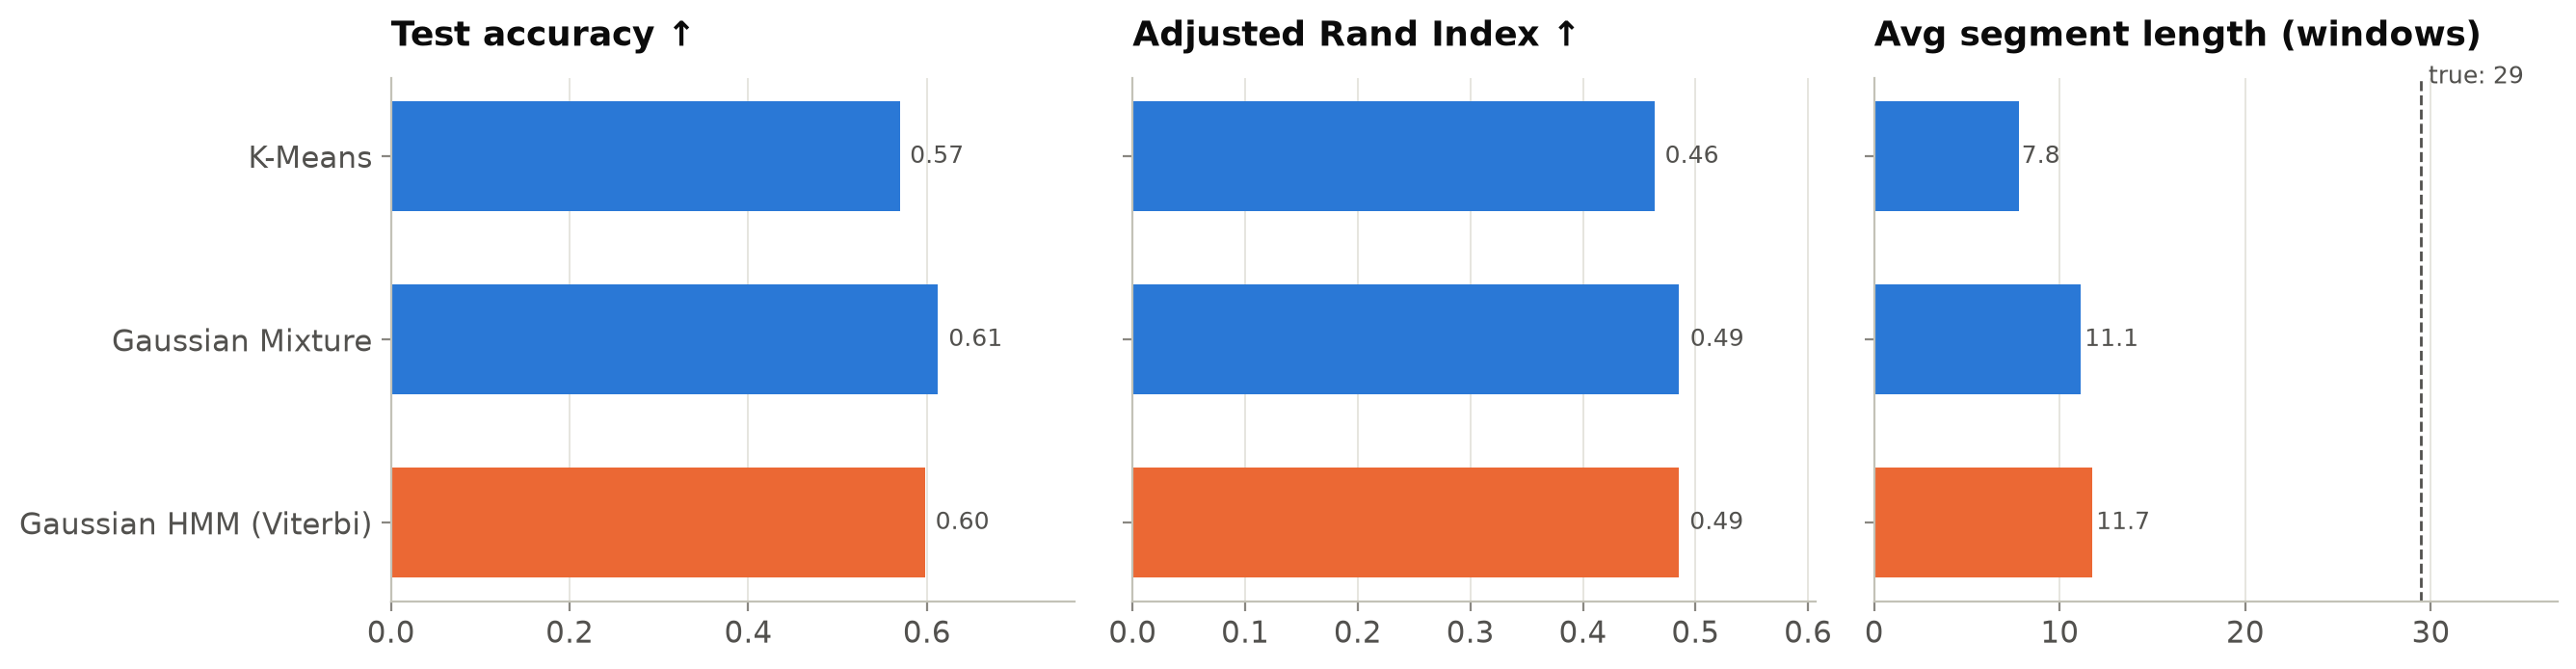 Test accuracy ↑
Adjusted Rand Index ↑
Avg segment length (windows)
true: 29
K-Means
0.57
0.46
7.8
Gaussian Mixture
0.61
0.49
11.1
Gaussian HMM (Viterbi)
0.60
0.49
11.7
0.0 0.2 0.4 0.6
0.0 0.1 0.2 0.3 0.4 0.5 0.6
0 10 20 30